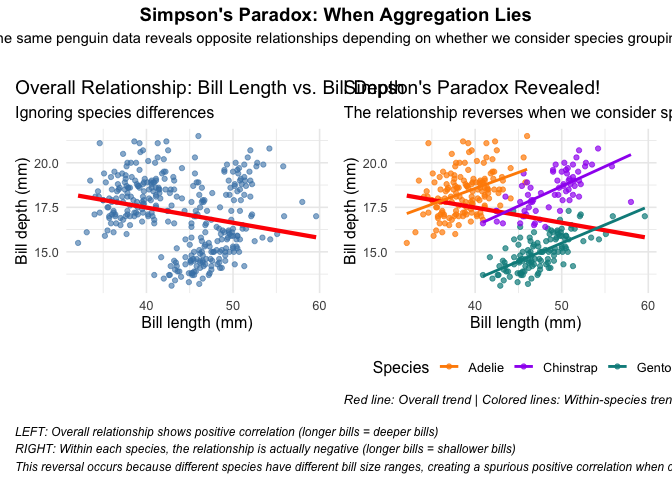 Simpson's Paradox: When Aggregation Lies
same penguin data reveals opposite relationships depending on whether we consider species
Overall Relationship: Bill Length vs. Bill Depth
Simpson's Paradox Revealed!
Ignoring species differences
The relationship reverses when we consider
Bill depth (mm)
20.0
17.5
15.0
40
50
60
Bill length (mm)
Bill depth (mm)
20.0
17.5
15.0
40
50
60
Bill length (mm)
Species
Adelie
Chinstrap
Gento
Red line: Overall trend | Colored lines: Within-species
LEFT: Overall relationship shows positive correlation (longer bills = deeper bills)
RIGHT: Within each species, the relationship is actually negative (longer bills = shallower bills)
This reversal occurs because different species have different bill size ranges, creating a spurious positive correlation when